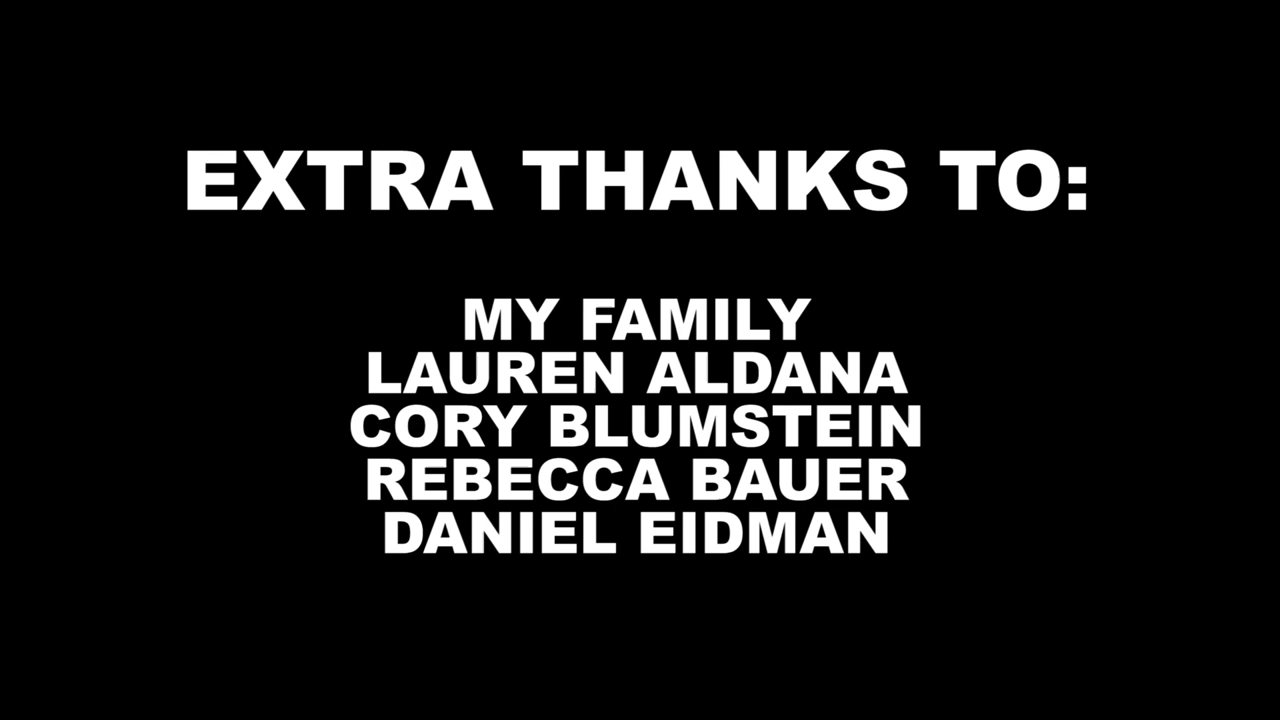 EXTRA THANKS TO:
MY FAMILY
LAUREN ALDANA
CORY BLUMSTEIN
REBECCA BAUER
DANIEL EIDMAN